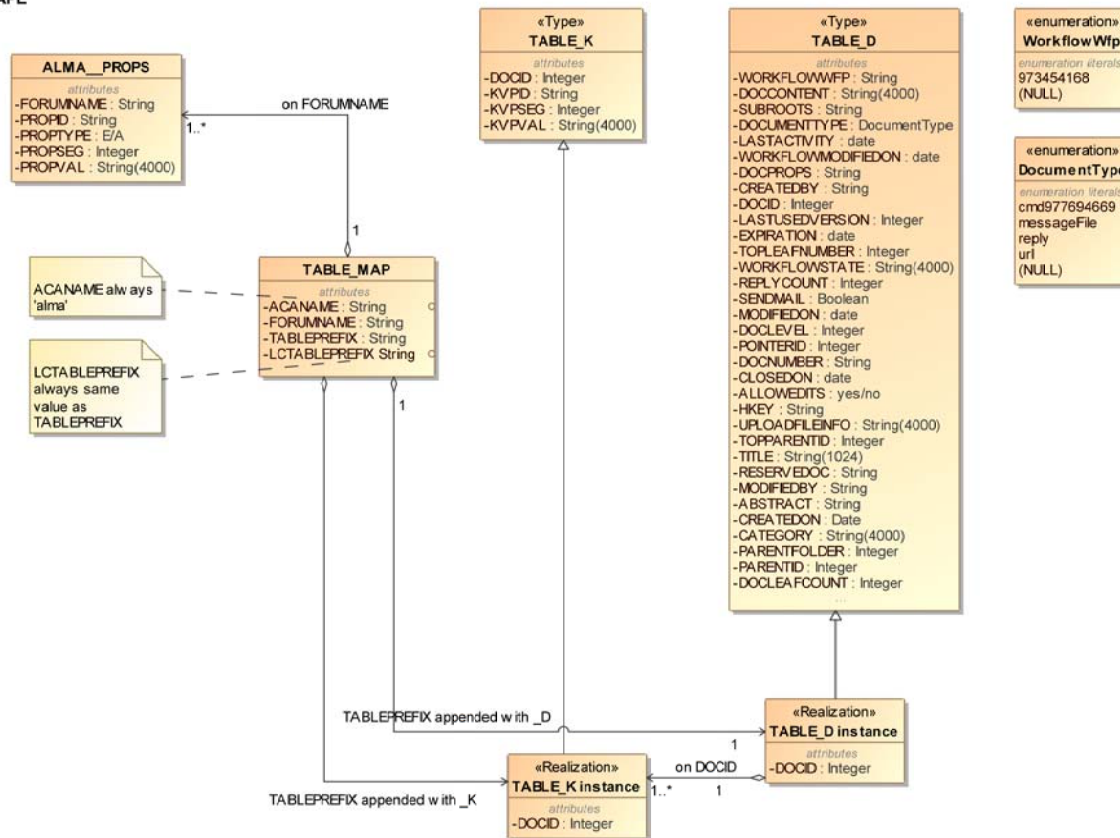 ALMA__PROPS
attributes
-FORUMNAME : String
-PROPID : String
-PROPTYPE : E/A
-PROPSEG : Integer
-PROPVAL : String(4000)
on FORUMNAME
1..*
1
«Type»
TABLE_K
attributes
-DOCID : Integer
-KVPID : String
-KVPSEG : Integer
-KVPVAL : String(4000)
«Type»
TABLE_D
attributes
-WORKFLOWWFP : String
-DOCCONTENT : String(4000)
-SUBROOTS : String
-DOCUMENTTYPE : DocumentType
-LASTACTIVITY : date
-WORKFLOWMODIFIEDON : date
-DOCPROPS : String
-CREATEDBY : String
-DOCID : Integer
-LASTUSEDVERSION : Integer
-EXPIRATION : date
-TOPLEAFNUMBER : Integer
-WORKFLOWSTATE : String(4000)
-REPLYCOUNT : Integer
-SENDMAIL : Boolean
-MODIFIEDON : date
-DOCLEVEL : Integer
-POINTERID : Integer
-DOCNUMBER : String
-CLOSEDON : date
-ALLOWEDITS : yes/no
-HKEY : String
-UPLOADFILEINFO : String(4000)
-TOPPARENTID : Integer
-TITLE : String(1024)
-RESERVEDOC : String
-MODIFIEDBY : String
-ABSTRACT : String
-CREATEDON : Date
-CATEGORY : String(4000)
-PARENTFOLDER : Integer
-PARENTID : Integer
-DOCLEAFCOUNT : Integer
...
«enumeration»
WorkflowWfp
enumeration literals
973454168
(NULL)
«enumeration»
DocumentType
enumeration literals
cmd977694669
messageFile
reply
url
(NULL)
ACANAME always
'alma'
LCTABLEPREFIX
always same
value as
TABLEPREFIX
TABLE_MAP
attributes
-ACANAME : String
-FORUMNAME : String
-TABLEPREFIX : String
-LCTABLEPREFIX String
1
TABLEPREFIX appended with _D
1
TABLEPREFIX appended with _K
«Realization»
TABLE_D instance
attributes
-DOCID : Integer
on DOCID
1..*
1
«Realization»
TABLE_K instance
attributes
-DOCID : Integer